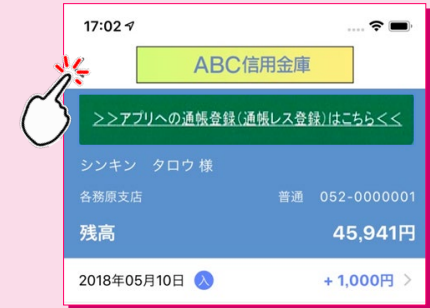 17:02
ABC信用金庫
>>アプリへの通帳登録(通帳レス登録)はこちら<<
シンキン タロウ 様
各務原支店 普通 052-0000001
残高 45,941円
2018年05月10日 入 +1,000円 >